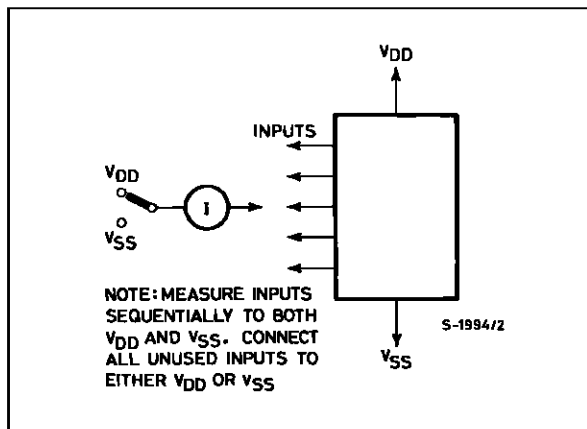 VDD
INPUTS
VDD
I
VSS
NOTE: MEASURE INPUTS
SEQUENTIALLY TO BOTH
VDD AND VSS. CONNECT
ALL UNUSED INPUTS TO
EITHER VDD OR VSS
S-1994/2
VSS